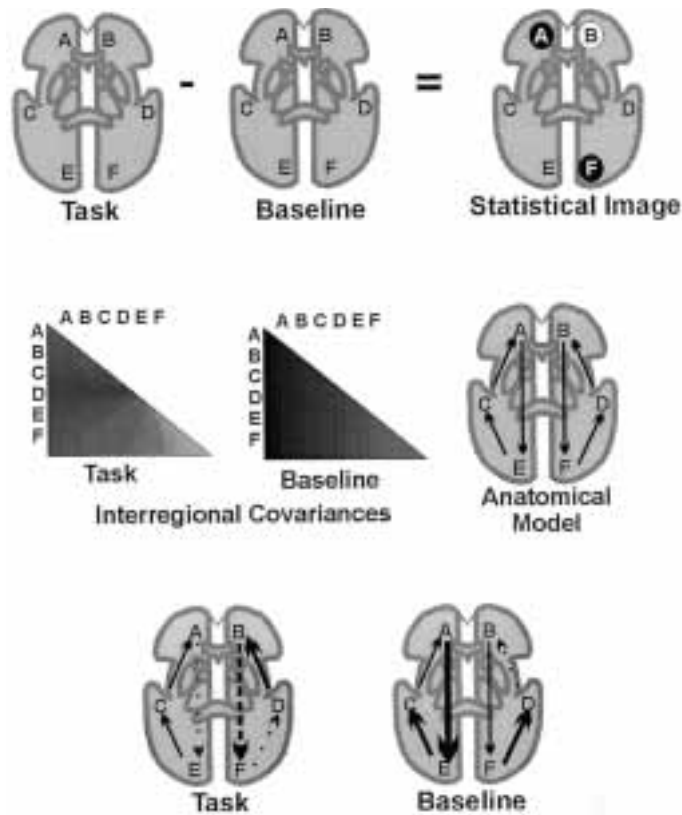 A B A B A B
- =
C D C D C D
E F E F E F
Task Baseline Statistical Image
A B C D E F A B C D E F
A
B
C
D
E
F
A
B
C
D
E
F
A B
C D
E F
Task Baseline Anatomical
Interregional Covariances Model
A B A B
C D C D
E F E F
Task Baseline